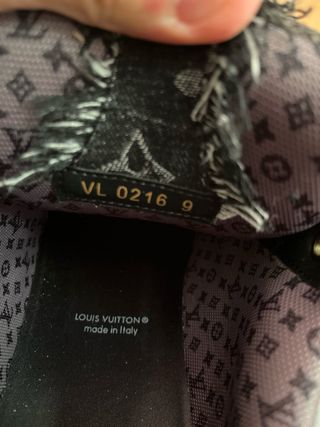 VL 0216 9
LOUIS VUITTON®
made in Italy